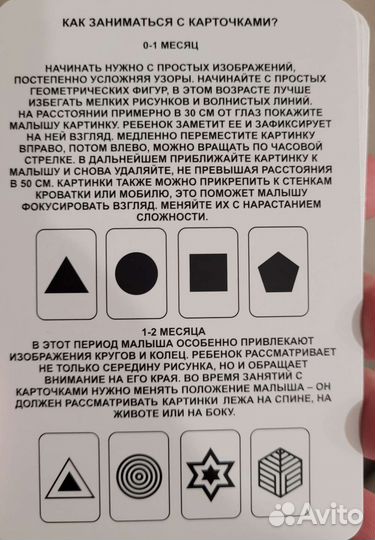 КАК ЗАНИМАТЬСЯ С КАРТОЧКАМИ?
0-1 МЕСЯЦ
НАЧИНАТЬ НУЖНО С ПРОСТЫХ ИЗОБРАЖЕНИЙ,
ПОСТЕПЕННО УСЛОЖНЯЯ УЗОРЫ. НАЧИНАЙТЕ С ПРОСТЫХ
ГЕОМЕТРИЧЕСКИХ ФИГУР, В ЭТОМ ВОЗРАСТЕ ЛУЧШЕ
ИЗБЕГАТЬ МЕЛКИХ РИСУНКОВ И ВОЛНИСТЫХ ЛИНИЙ.
НА РАССТОЯНИИ ПРИМЕРНО В 30 СМ ОТ ГЛАЗ ПОКАЖИТЕ
МАЛЫШУ КАРТИНКУ. РЕБЕНОК ЗАМЕТИТ ЕЕ И ЗАФИКСИРУЕТ
НА НЕЙ ВЗГЛЯД. МЕДЛЕННО ПЕРЕМЕСТИТЕ КАРТИНКУ
ВПРАВО, ПОТОМ ВЛЕВО, МОЖНО ВРАЩАТЬ ПО ЧАСОВОЙ
СТРЕЛКЕ. В ДАЛЬНЕЙШЕМ ПРИБЛИЖАЙТЕ КАРТИНКУ К
МАЛЫШУ И СНОВА УДАЛЯЙТЕ, НЕ ПРЕВЫШАЯ РАССТОЯНИЯ
В 50 СМ. КАРТИНКИ ТАКЖЕ МОЖНО ПРИКРЕПИТЬ К СТЕНКАМ
КРОВАТКИ ИЛИ МОБИЛЮ, ЭТО ПОМОЖЕТ МАЛЫШУ
ФОКУСИРОВАТЬ ВЗГЛЯД. МЕНЯЙТЕ ИХ С НАРАСТАНИЕМ
СЛОЖНОСТИ.
1-2 МЕСЯЦА
В ЭТОТ ПЕРИОД МАЛЫША ОСОБЕННО ПРИВЛЕКАЮТ
ИЗОБРАЖЕНИЯ КРУГОВ И КОЛЕЦ. РЕБЕНОК РАССМАТРИВАЕТ
НЕ ТОЛЬКО СЕРЕДИНУ РИСУНКА, НО И ОБРАЩАЕТ
ВНИМАНИЕ НА ЕГО КРАЯ. ВО ВРЕМЯ ЗАНЯТИЙ С
КАРТОЧКАМИ НУЖНО МЕНЯТЬ ПОЛОЖЕНИЕ МАЛЫША – ОН
ДОЛЖЕН РАССМАТРИВАТЬ КАРТИНКИ ЛЕЖА НА СПИНЕ, НА
ЖИВОТЕ ИЛИ НА БОКУ.
Avito